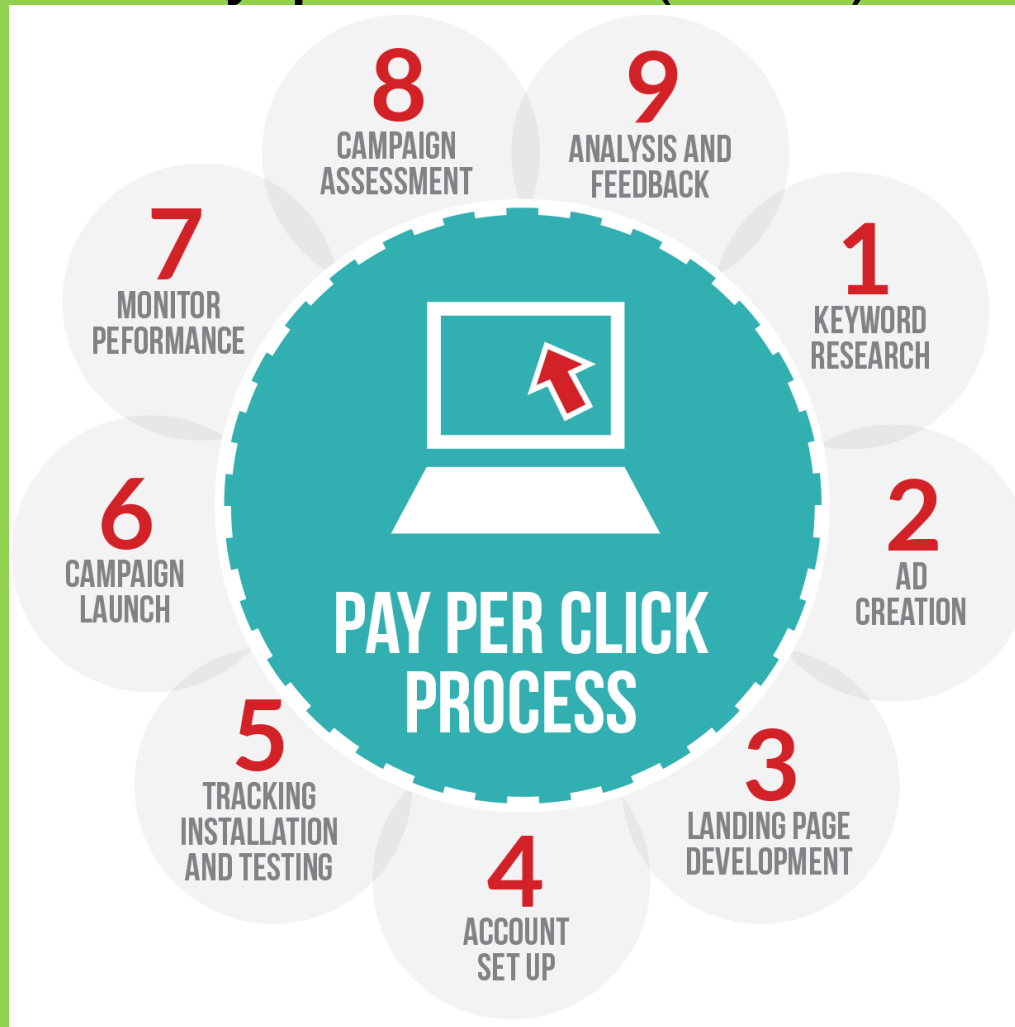 PAY PER CLICK
PROCESS
1
KEYWORD
RESEARCH
2
AD
CREATION
3
LANDING PAGE
DEVELOPMENT
4
ACCOUNT
SET UP
5
TRACKING
INSTALLATION
AND TESTING
6
CAMPAIGN
LAUNCH
7
MONITOR
PEFORMANCE
8
CAMPAIGN
ASSESSMENT
9
ANALYSIS AND
FEEDBACK